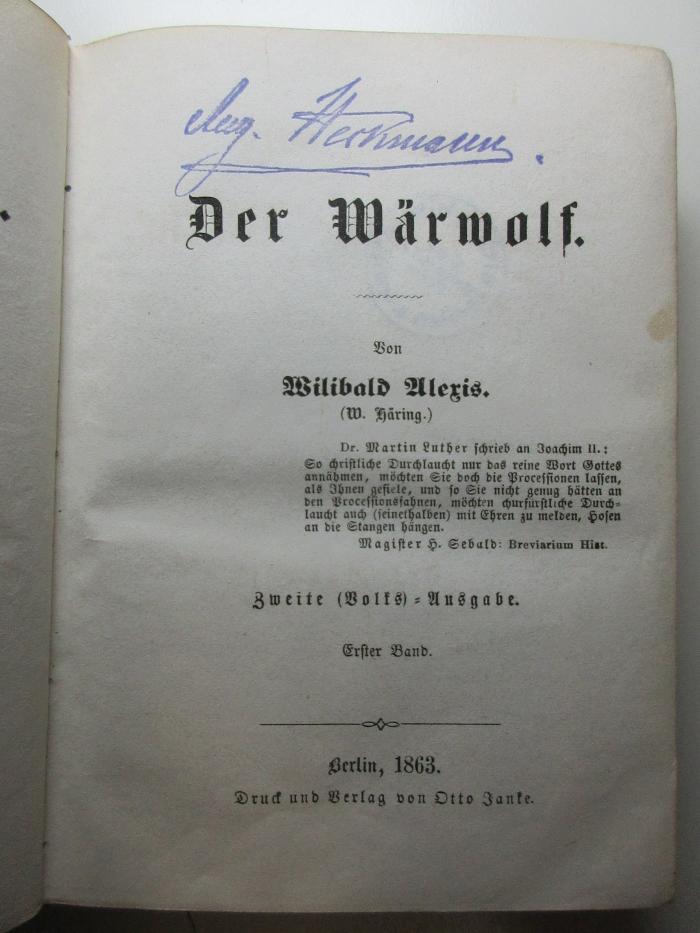 Aug. Heckmann.
Der Wärwolf.
Von
Wilibald Alexis.
(W. Häring.)
Dr. Martin Luther schrieb an Joachim II.:
So christliche Durchlaucht nur das reine Wort Gottes
annähmen, möchten Sie doch die Processionen lassen,
als Ihnen gefiele, und so Sie nicht genug hätten an
den Processionsfahnen, möchten churfürstliche Durch-
laucht auch (seinethalben) mit Ehren zu melden, Hosen
an die Stangen hängen.
Magister H. Sebald: Breviarium Hist.
Zweite (Volks)-Ausgabe.
Erster Band.
Berlin, 1863.
Druck und Verlag von Otto Janke.